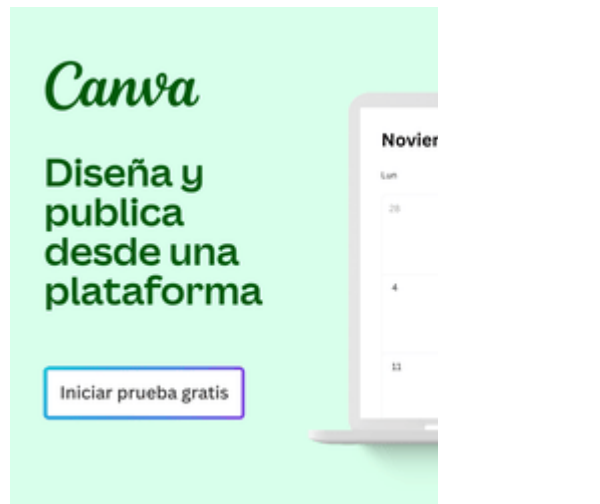 Canva
Diseña y
publica
desde una
plataforma
Iniciar prueba gratis
Novier
Lun
28
4
11